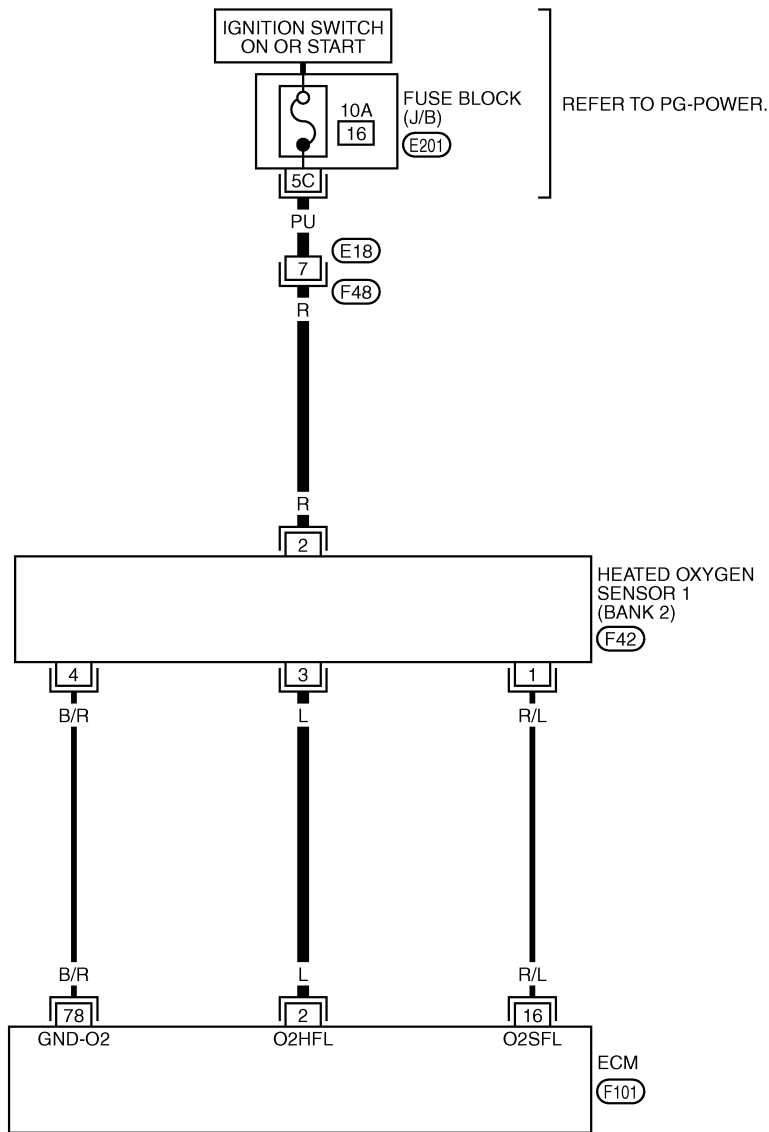 IGNITION SWITCH
ON OR START
10A
16
FUSE BLOCK
(J/B)
E201
REFER TO PG-POWER.
5C
PU
E18
7
F48
R
R
2
HEATED OXYGEN
SENSOR 1
(BANK 2)
F42
4 3 1
B/R L R/L
B/R L R/L
78 2 16
GND-O2 O2HFL O2SFL
ECM
F101